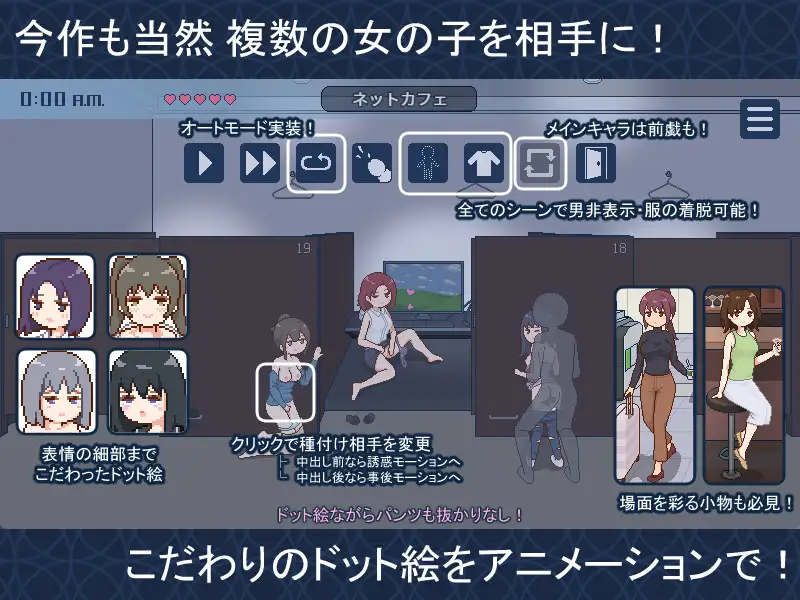 今作も当然 複数の女の子を相手に!
0:00 A.M.
ネットカフェ
オートモード実装!
メインキャラは前戯も!
全てのシーンで男非表示・服の着脱可能!
19
18
表情の細部まで
こだわったドット絵
クリックで種付け相手を変更
中出し前なら誘惑モーションへ
中出し後なら事後モーションへ
場面を彩る小物も必見!
ドット絵ながらパンツも抜かりなし!
こだわりのドット絵をアニメーションで!